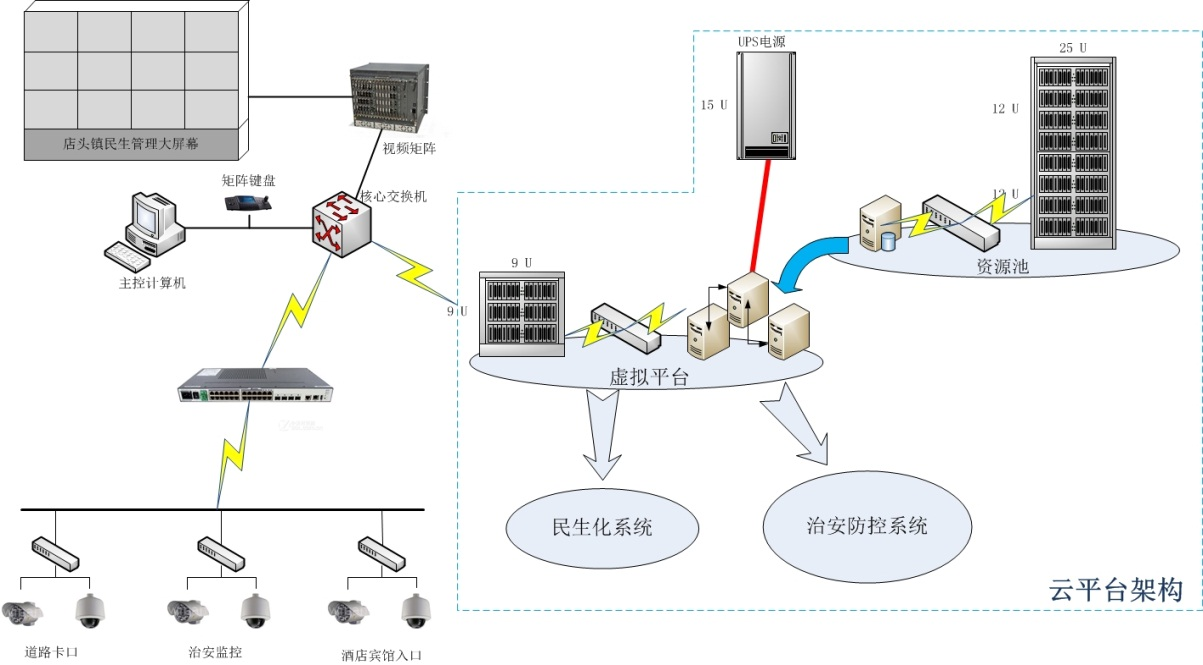 店头镇民生管理大屏幕
视频矩阵
矩阵键盘
核心交换机
主控计算机
UPS电源
15 U
25 U
12 U
12 U
资源池
9 U
9 U
虚拟平台
民生化系统
治安防控系统
云平台架构
道路卡口
治安监控
酒店宾馆入口